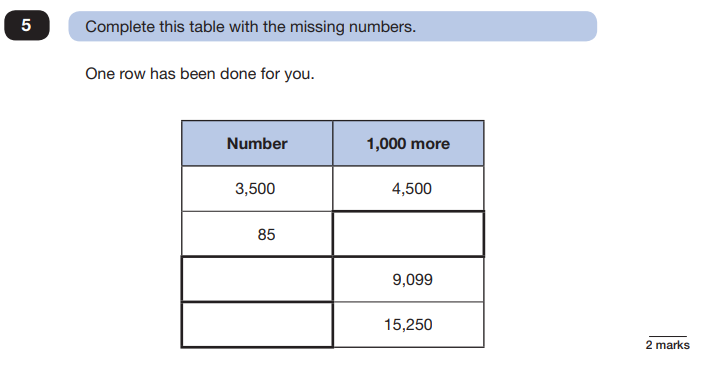 5
Complete this table with the missing numbers.
One row has been done for you.
Number 1,000 more
3,500 4,500
85
9,099
15,250
2 marks